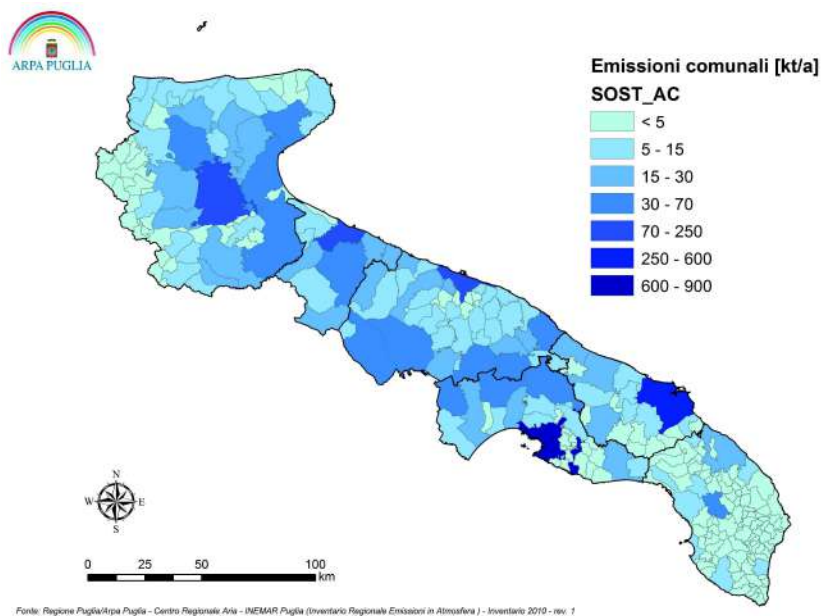 ARPA PUGLIA
Emissioni comunali [kt/a]
SOST_AC
< 5
5 - 15
15 - 30
30 - 70
70 - 250
250 - 600
600 - 900
N
W E
S
0 25 50 100
km
Fonte: Regione Puglia/Arpa Puglia - Centro Regionale Aria - INEMAR Puglia (Inventario Regionale Emissioni in Atmosfera ) - Inventario 2010 - rev. 1